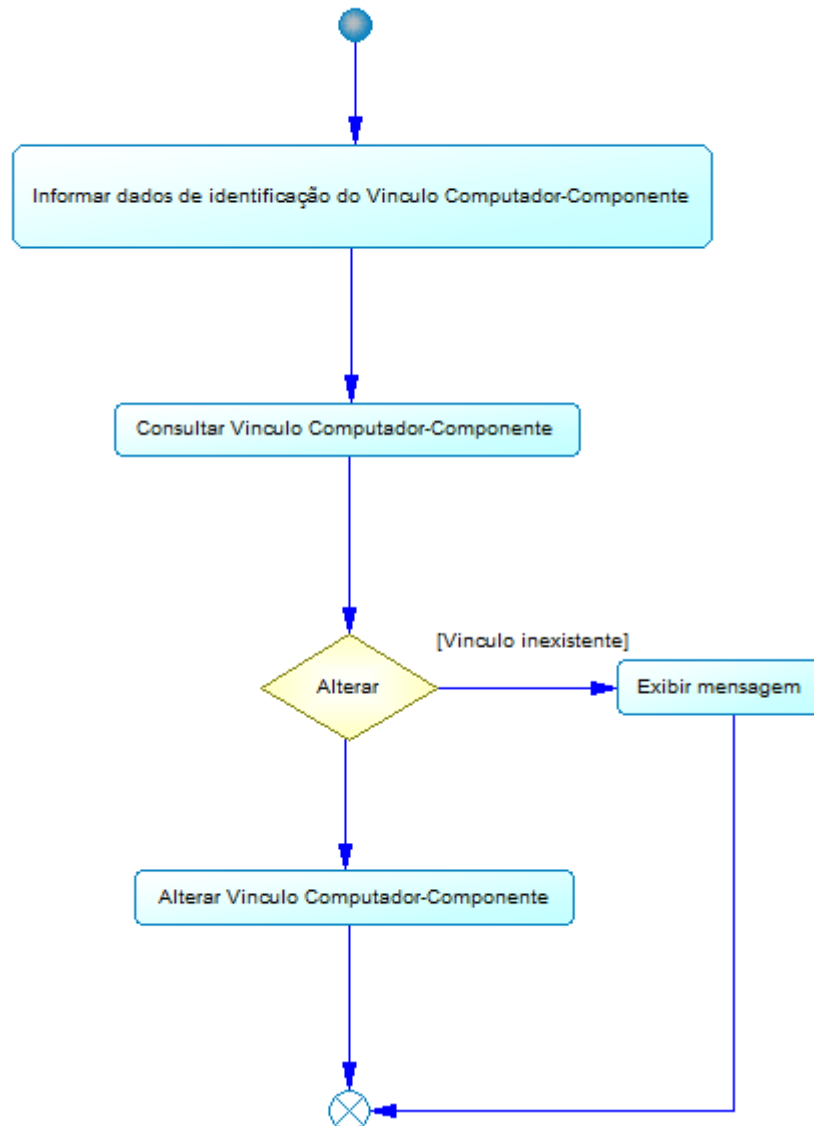 Informar dados de identificação do Vinculo Computador-Componente
Consultar Vinculo Computador-Componente
[Vinculo inexistente]
Alterar
Exibir mensagem
Alterar Vinculo Computador-Componente